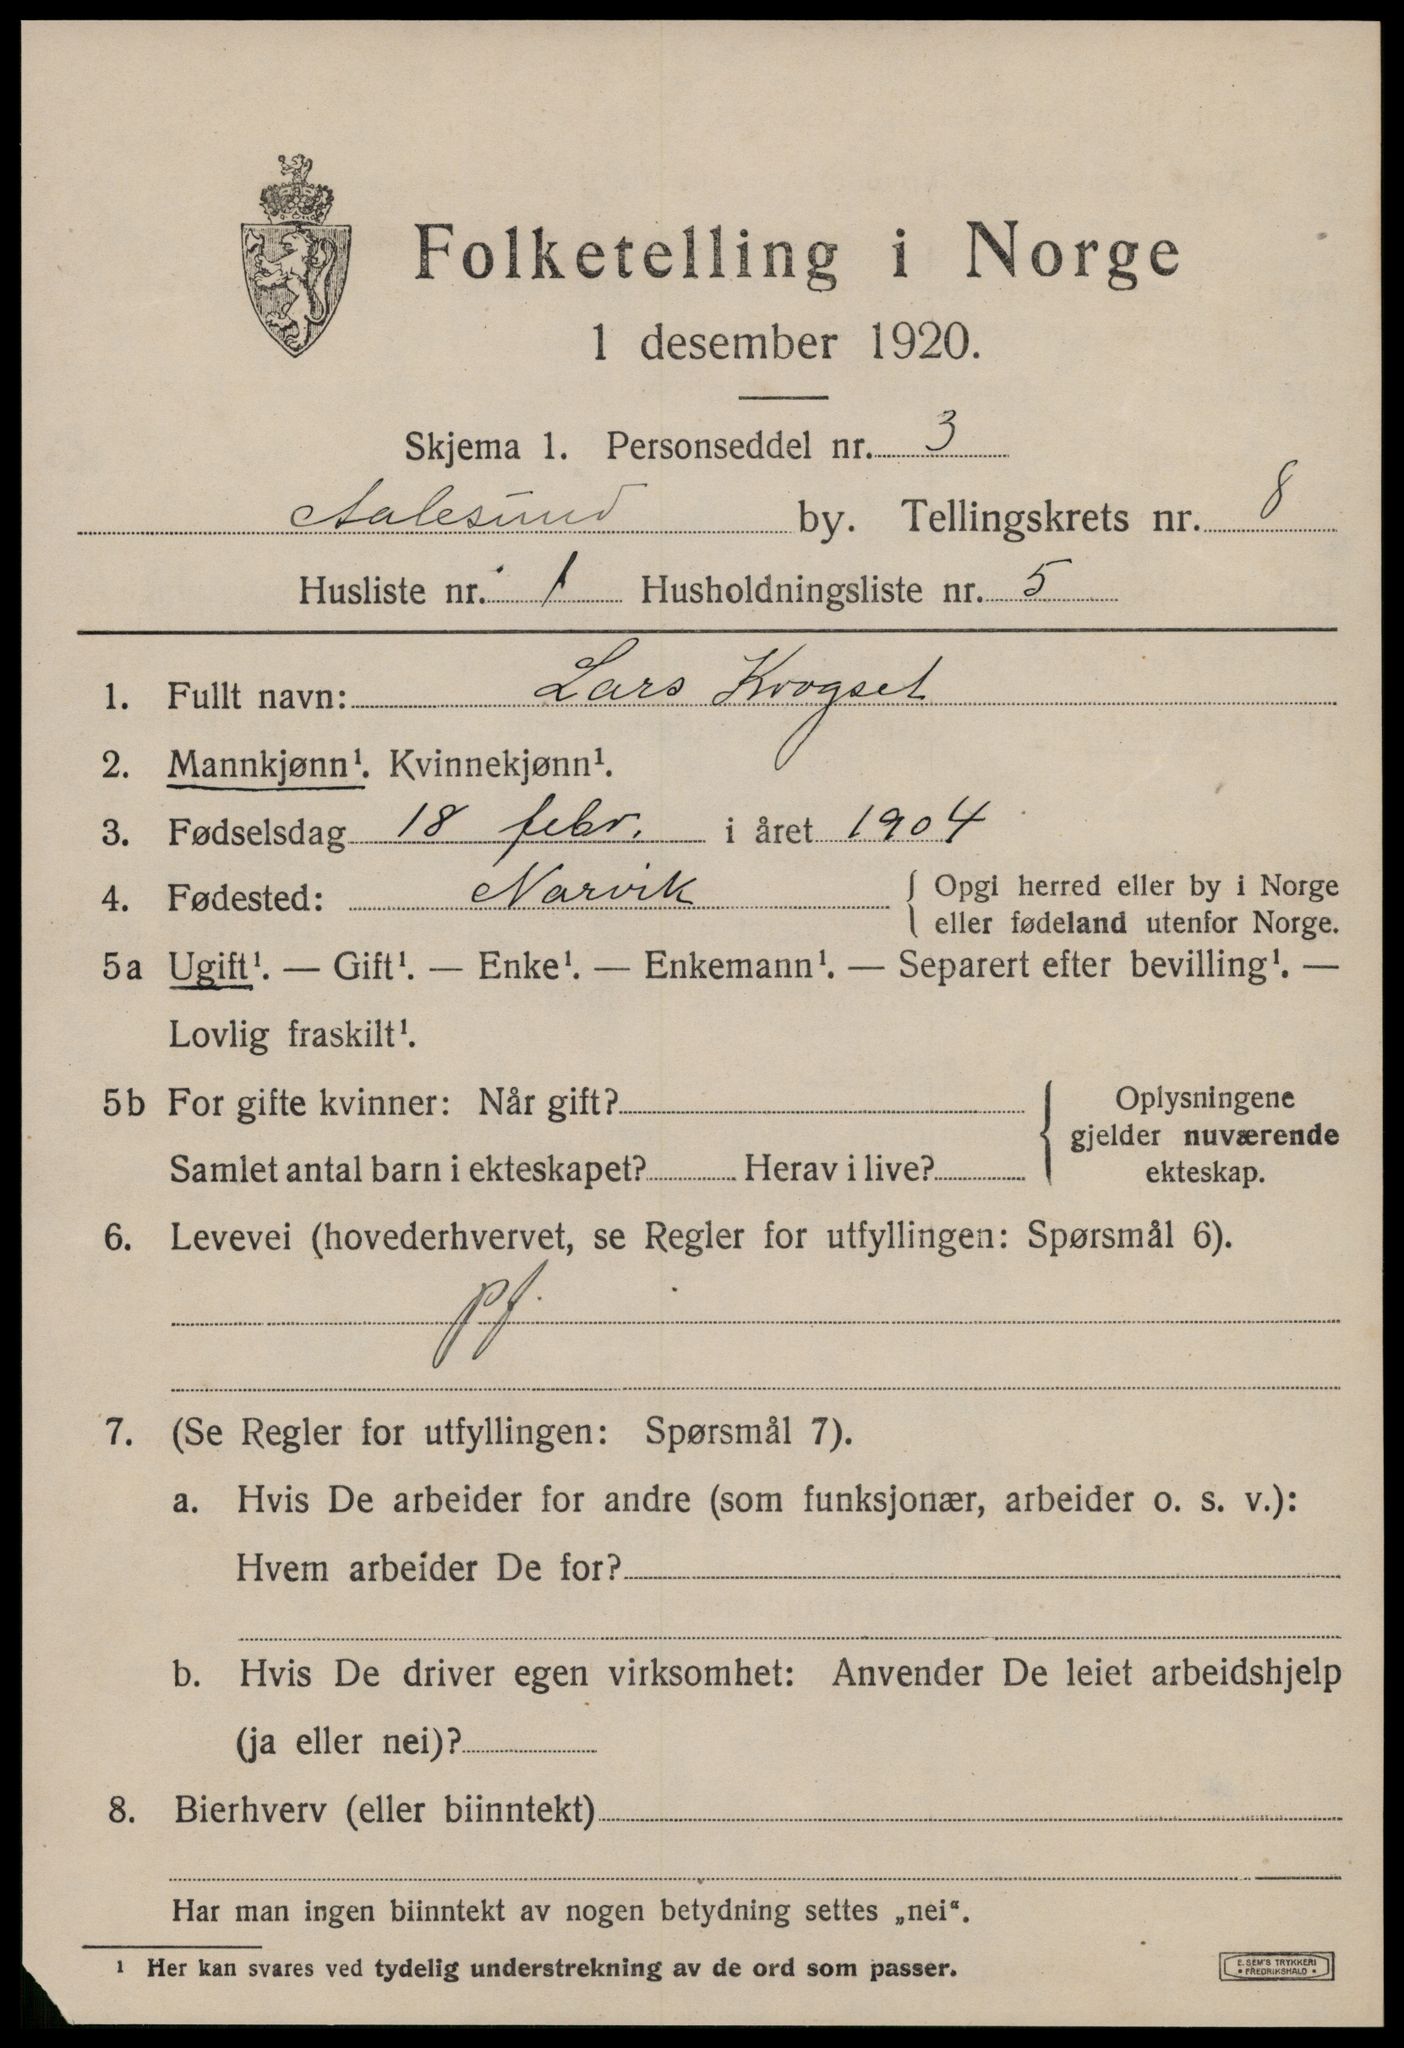 Folketelling i Norge
1 desember 1920.
Skjema 1. Personseddel nr. 3
Aalesund by. Tellingskrets nr. 8
Husliste nr. 1 Husholdningsliste nr. 5
1. Fullt navn: Lars Krogset
2. Mannkjønn¹. Kvinnekjønn¹.
3. Fødselsdag 18 febr. i året 1904
4. Fødested: Narvik { Opgi herred eller by i Norge
eller fødeland utenfor Norge.
5a Ugift¹. — Gift¹. — Enke¹. — Enkemann¹. — Separert efter bevilling¹. —
Lovlig fraskilt¹.
5b For gifte kvinner: Når gift?
Samlet antal barn i ekteskapet? Herav i live?
Oplysningene
gjelder nuværende
ekteskap.
6. Levevei (hovederhvervet, se Regler for utfyllingen: Spørsmål 6).
pf.
7. (Se Regler for utfyllingen: Spørsmål 7).
a. Hvis De arbeider for andre (som funksjonær, arbeider o. s. v.):
Hvem arbeider De for?
b. Hvis De driver egen virksomhet: Anvender De leiet arbeidshjelp
(ja eller nei)?
8. Bierhverv (eller biinntekt)
Har man ingen biinntekt av nogen betydning settes „nei“.
¹ Her kan svares ved tydelig understrekning av de ord som passer.
E. SEM'S TRYKKERI
• FREDRIKSHALD •